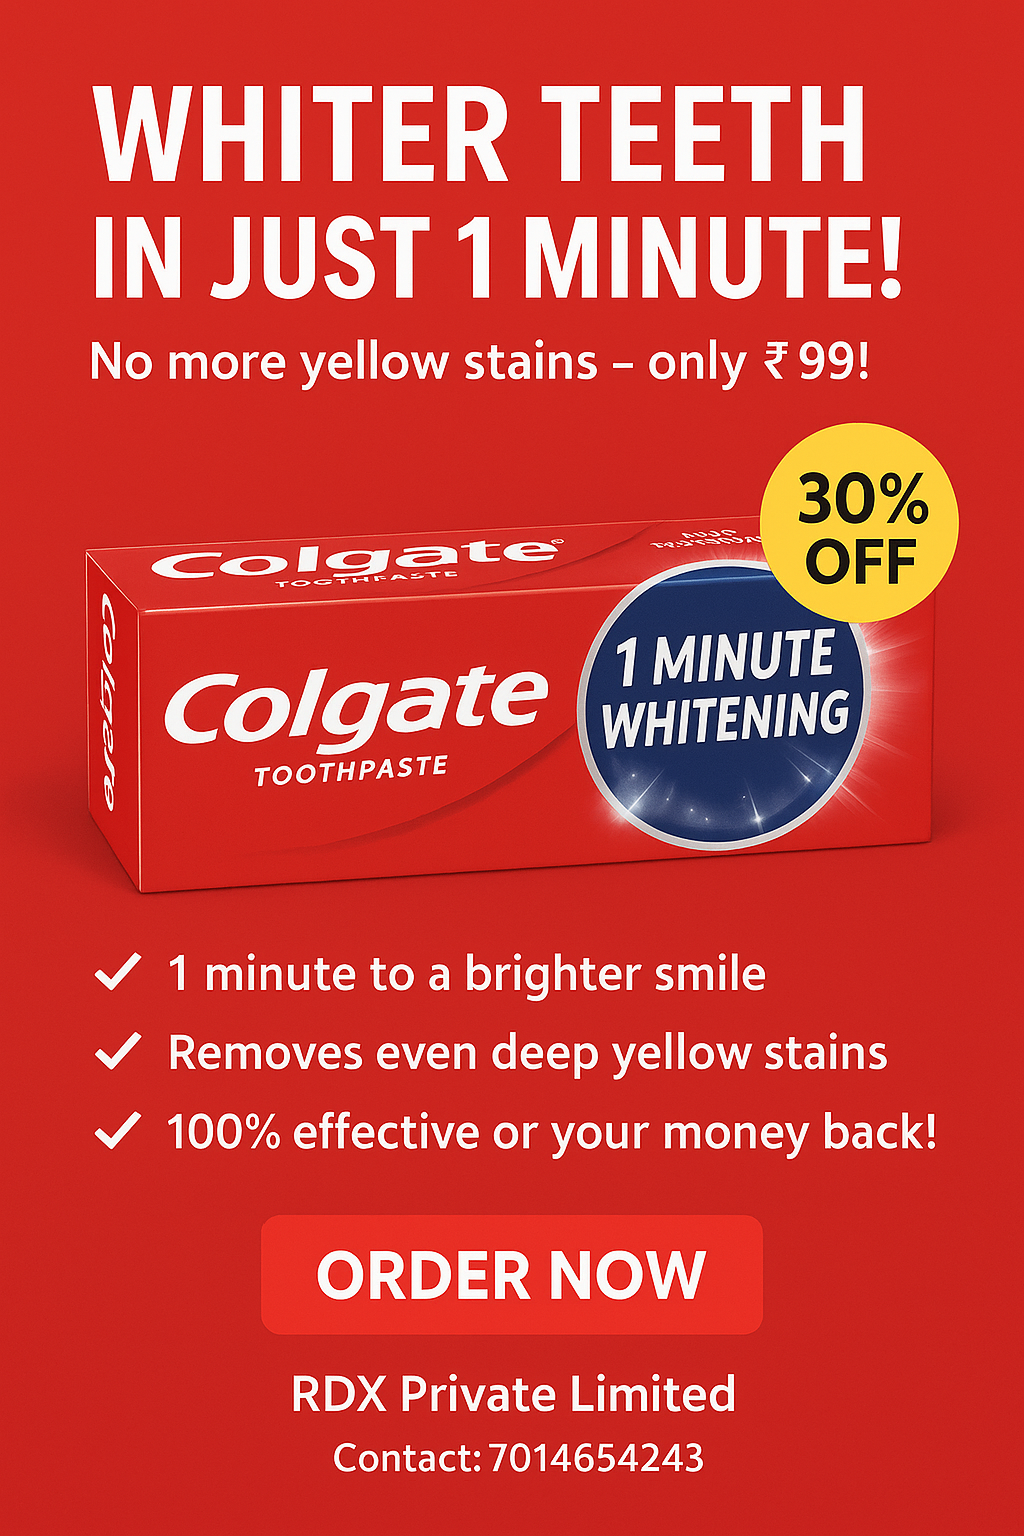 WHITER TEETH
IN JUST 1 MINUTE!
No more yellow stains – only ₹ 99!
30%
OFF
Colgate
Colgate
TOOTHPASTE
1 MINUTE
WHITENING
1 minute to a brighter smile
Removes even deep yellow stains
100% effective or your money back!
ORDER NOW
RDX Private Limited
Contact: 7014654243